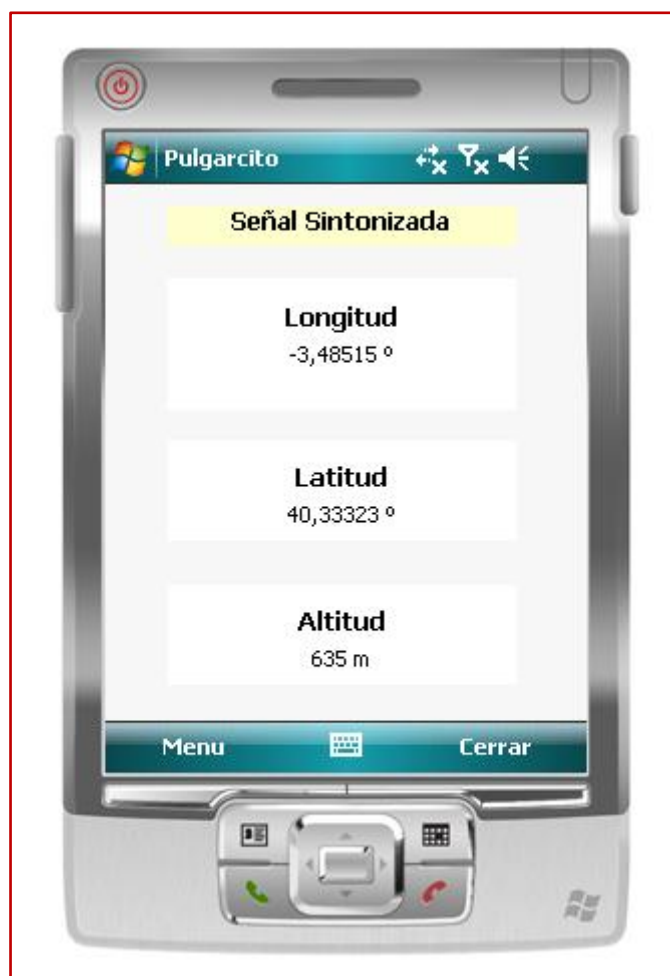 Pulgarcito
Señal Sintonizada
Longitud
-3,48515 º
Latitud
40,33323 º
Altitud
635 m
Menu Cerrar